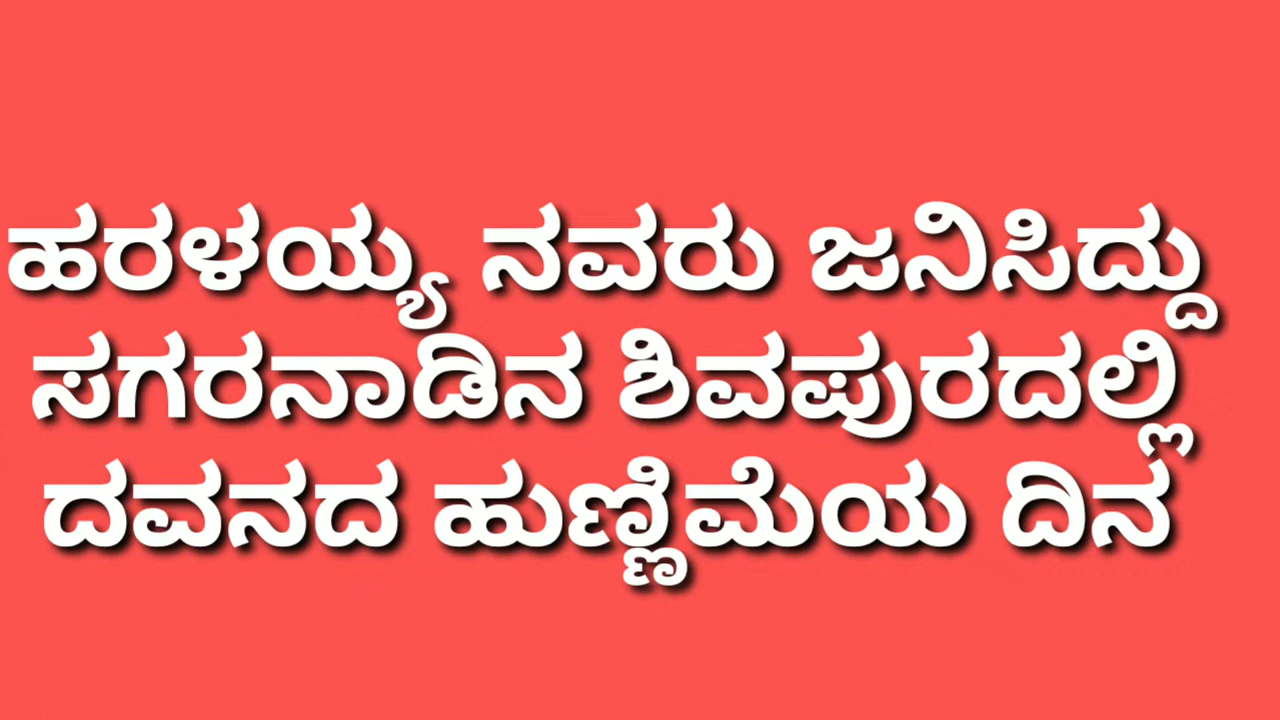 ಹರಳಯ್ಯ ನವರು ಜನಿಸಿದ್ದು
ಸಗರನಾಡಿನ ಶಿವಪುರದಲ್ಲಿ
ದವನದ ಹುಣ್ಣಿಮೆಯ ದಿನ